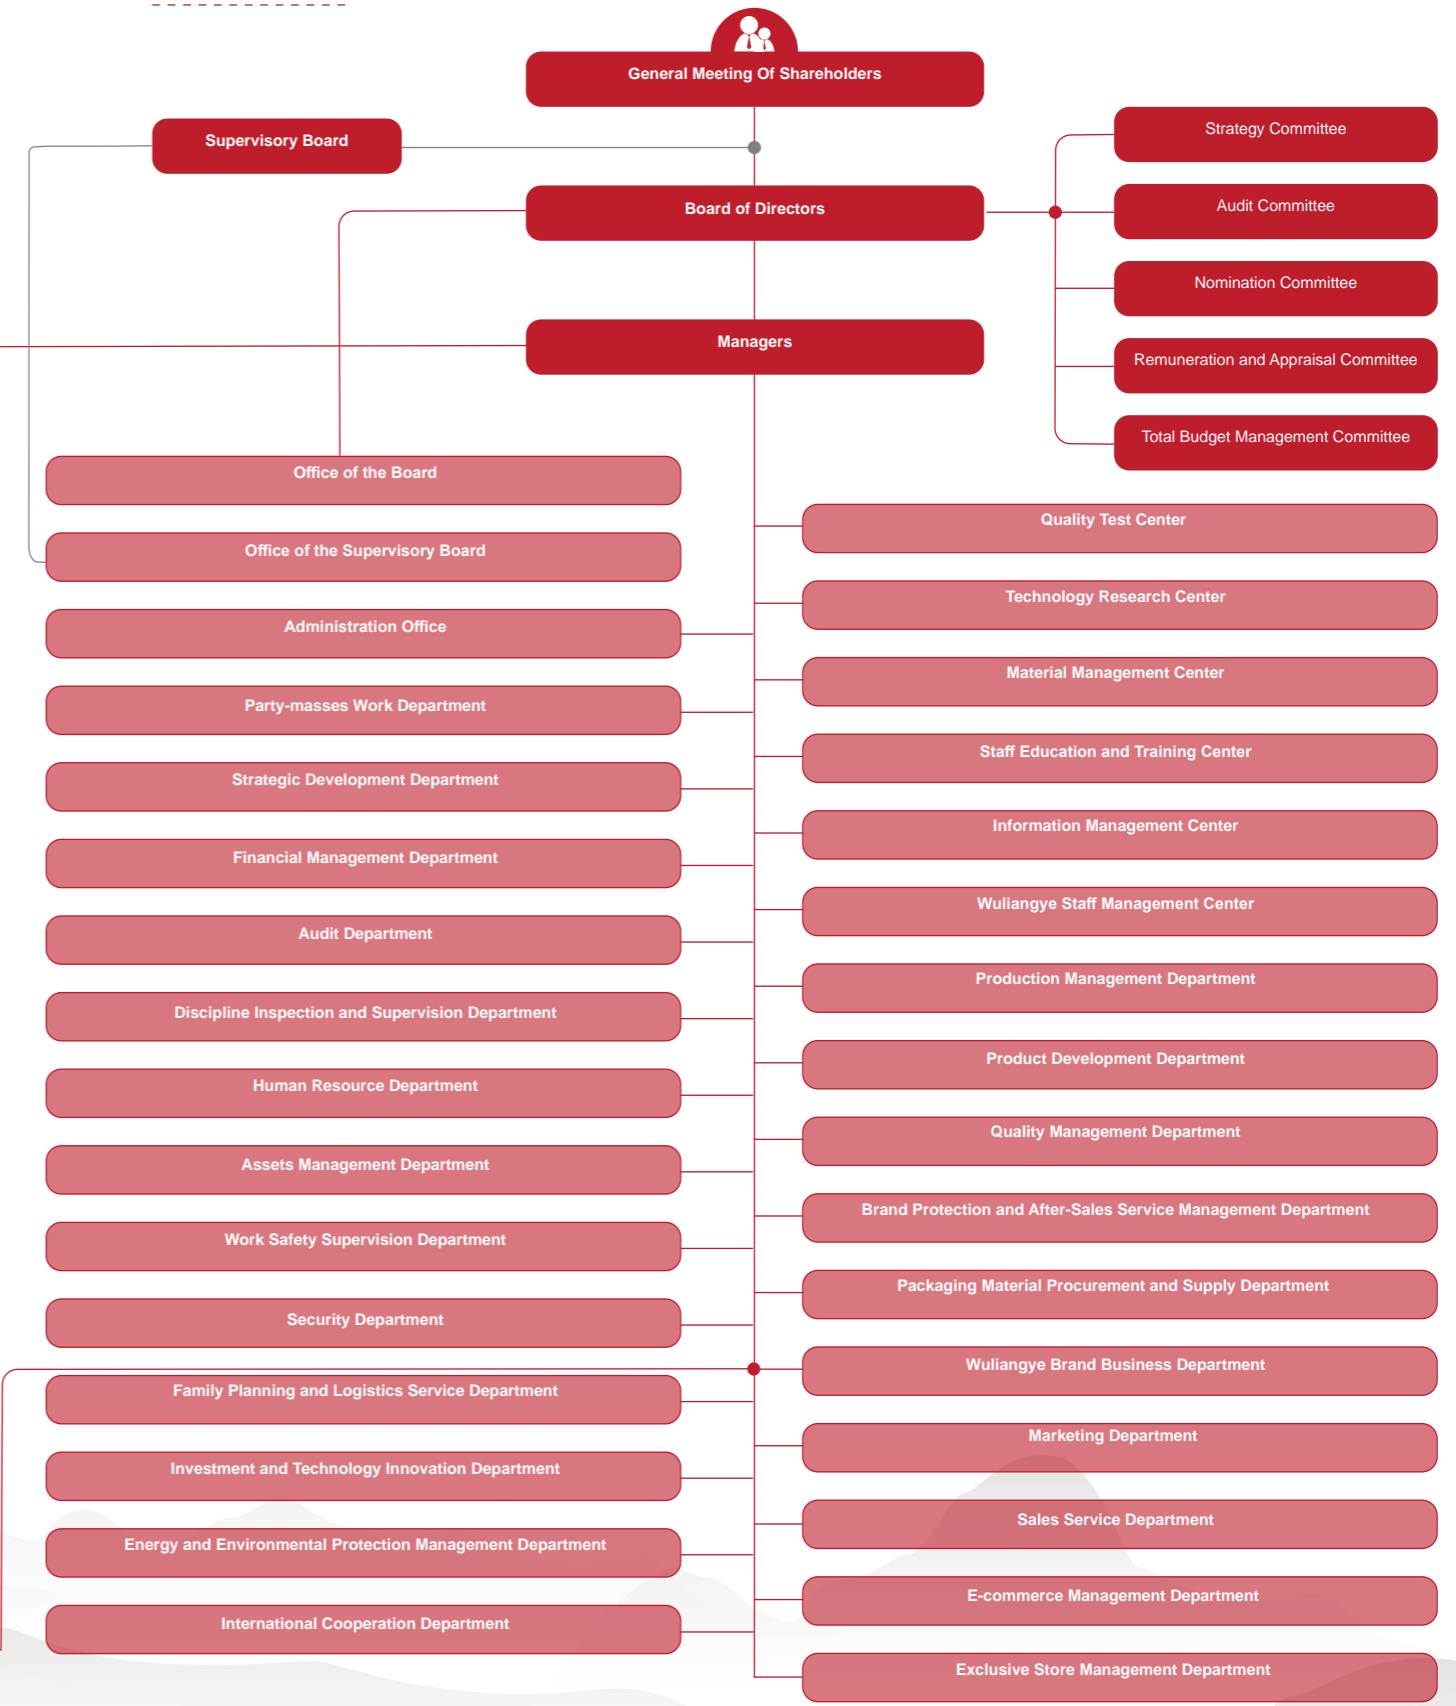 General Meeting Of Shareholders
Supervisory Board
Board of Directors
Managers
Strategy Committee
Audit Committee
Nomination Committee
Remuneration and Appraisal Committee
Total Budget Management Committee
Office of the Board
Office of the Supervisory Board
Administration Office
Party-masses Work Department
Strategic Development Department
Financial Management Department
Audit Department
Discipline Inspection and Supervision Department
Human Resource Department
Assets Management Department
Work Safety Supervision Department
Security Department
Family Planning and Logistics Service Department
Investment and Technology Innovation Department
Energy and Environmental Protection Management Department
International Cooperation Department
Quality Test Center
Technology Research Center
Material Management Center
Staff Education and Training Center
Information Management Center
Wuliangye Staff Management Center
Production Management Department
Product Development Department
Quality Management Department
Brand Protection and After-Sales Service Management Department
Packaging Material Procurement and Supply Department
Wuliangye Brand Business Department
Marketing Department
Sales Service Department
E-commerce Management Department
Exclusive Store Management Department